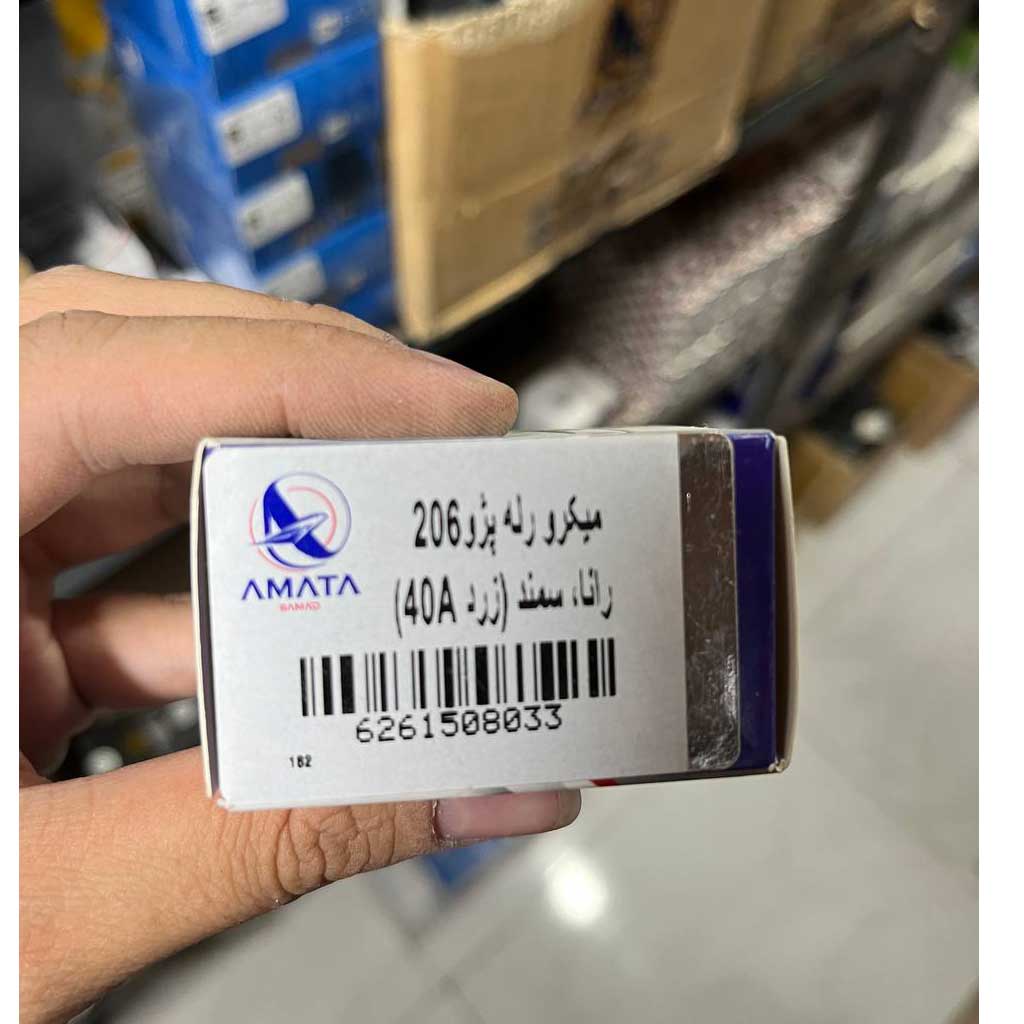 AMATA
SAMAD
میکرو رله پژو206
رانا، سمند (زرد 40A)
6261508033
182